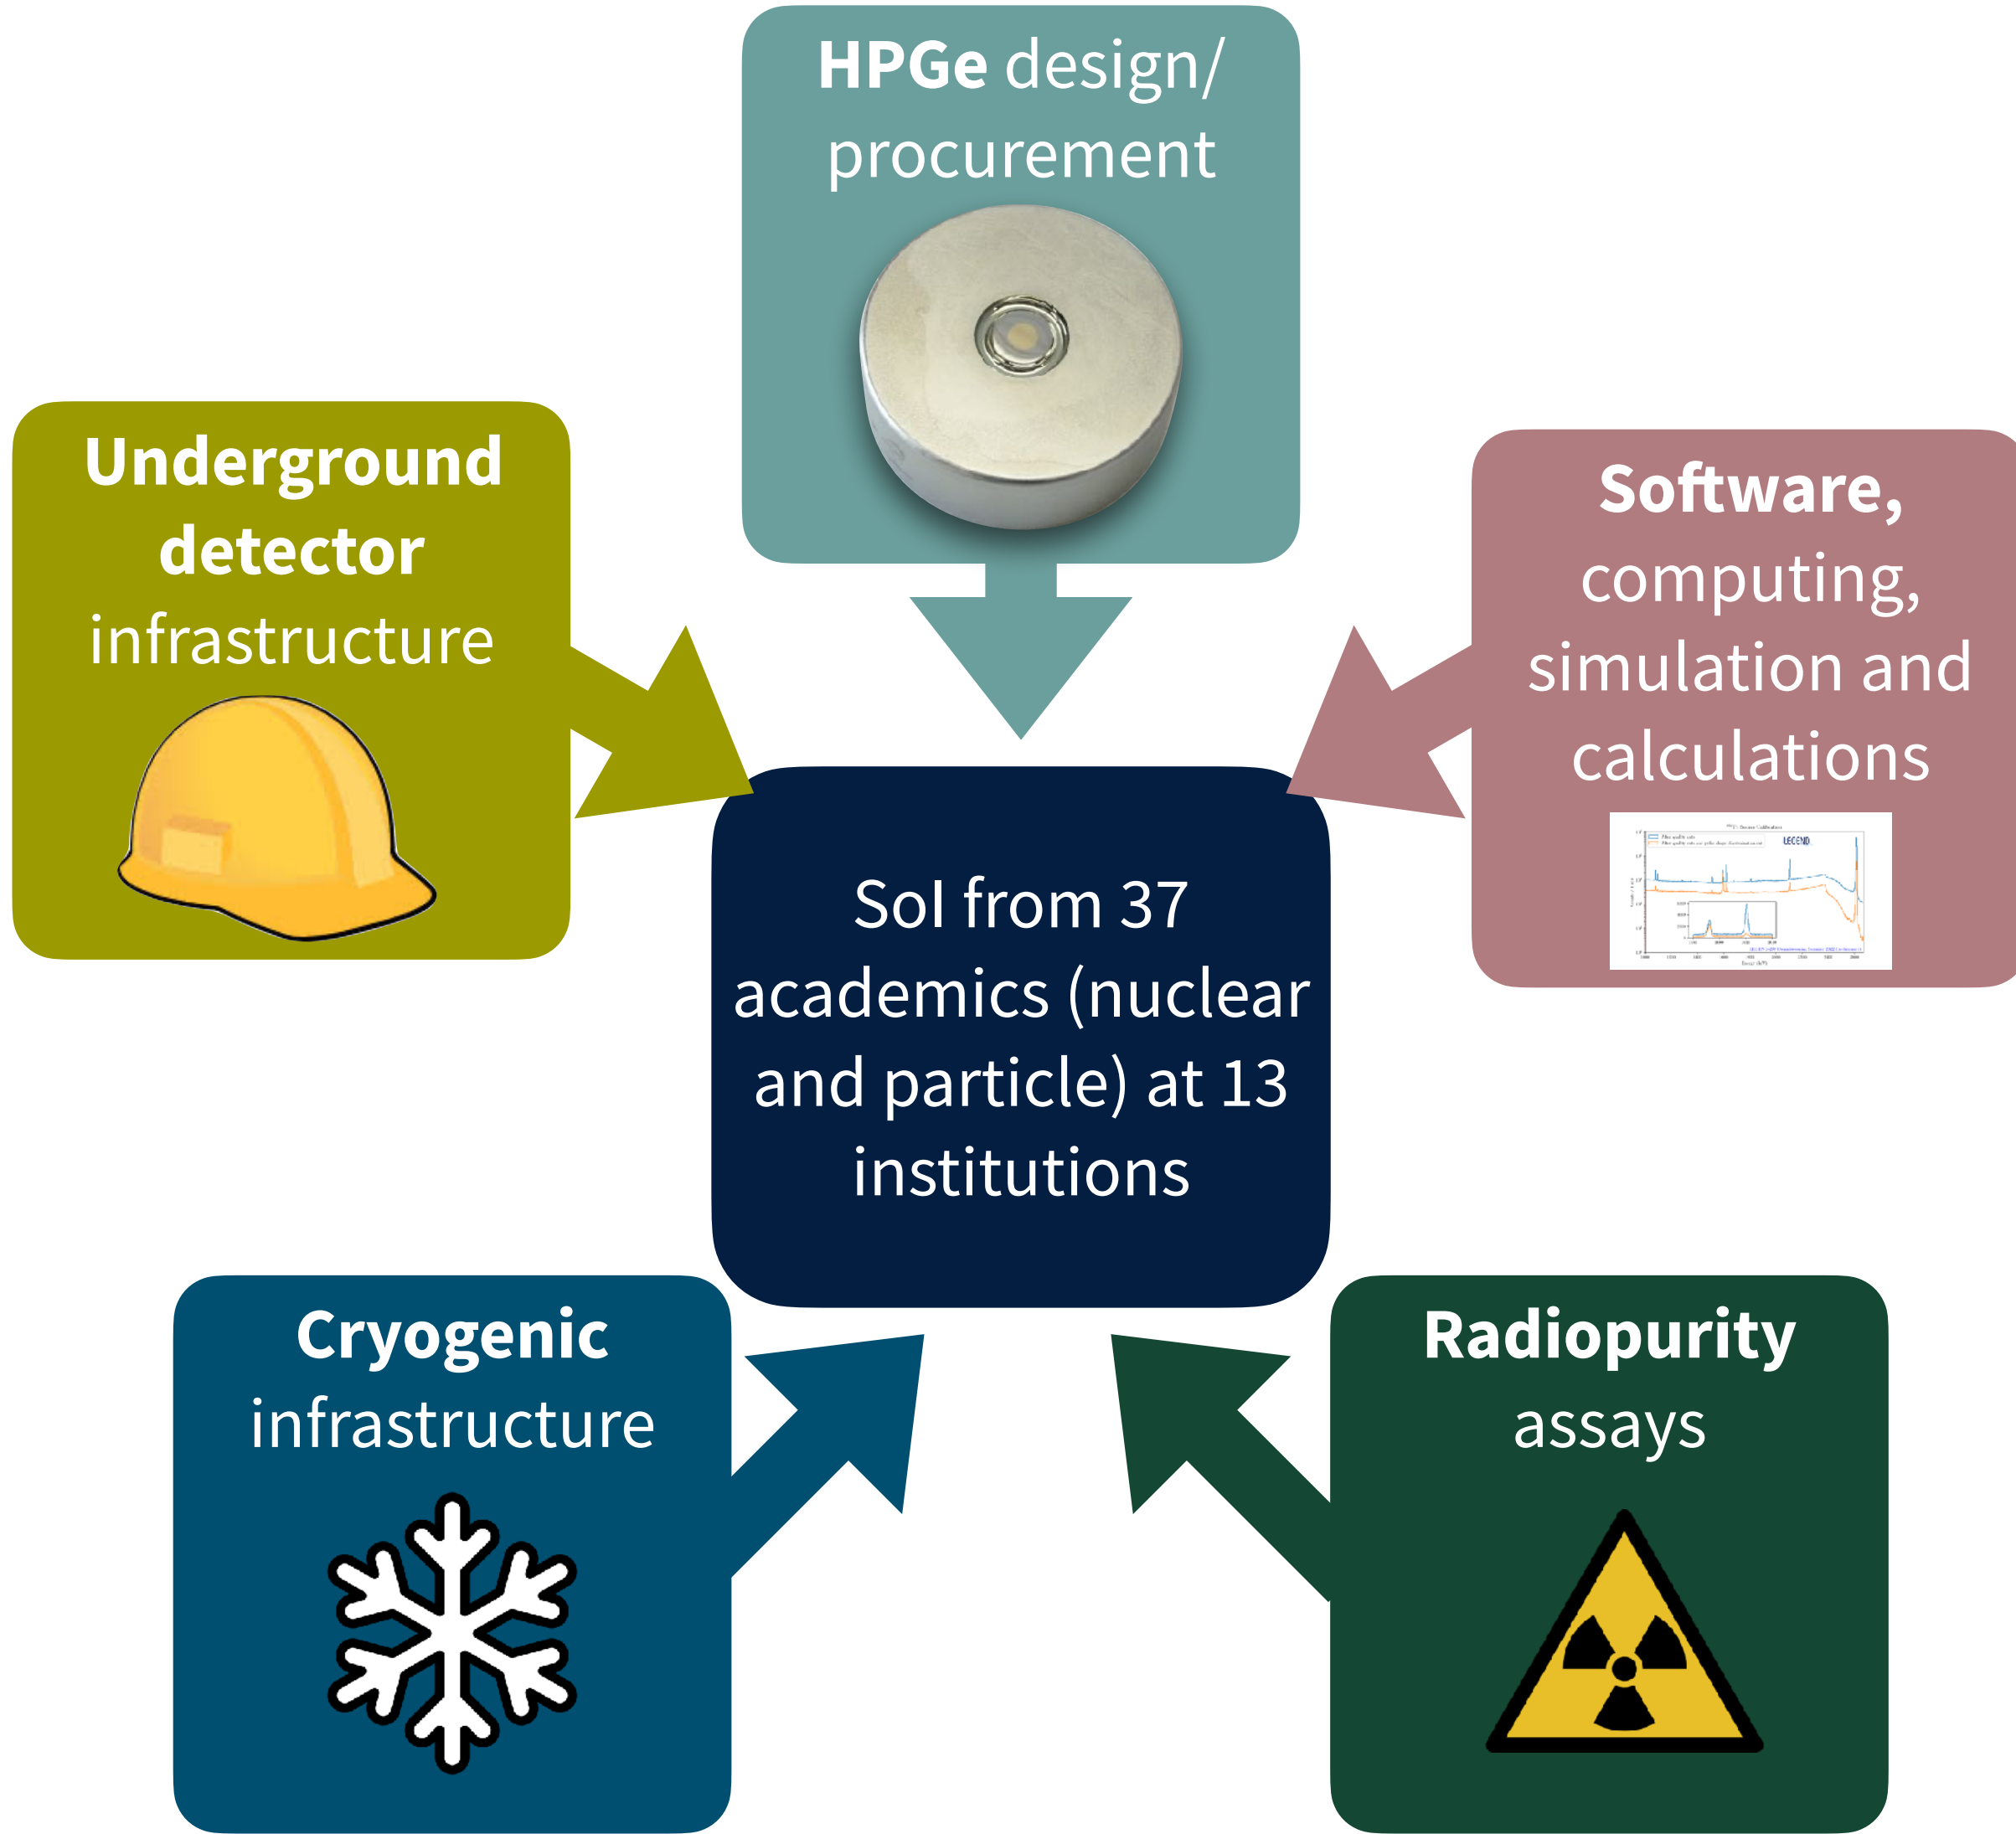 HPGe design/
procurement
Underground
detector
infrastructure
Software,
computing,
simulation and
calculations
LEGEND
SoI from 37
academics (nuclear
and particle) at 13
institutions
Cryogenic
infrastructure
Radiopurity
assays